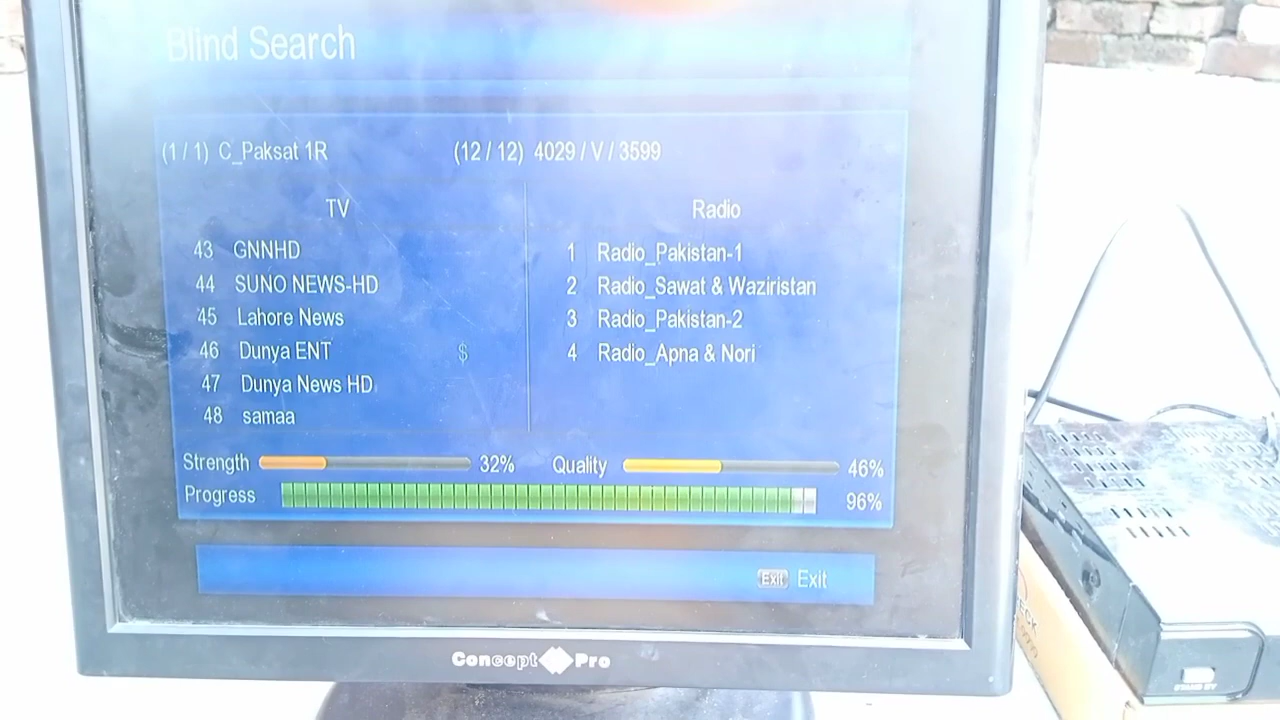 Blind Search
(1 / 1) C_Paksat 1R (12 / 12) 4029 / V / 3599
TV Radio
43 GNNHD 1 Radio_Pakistan-1
44 SUNO NEWS-HD 2 Radio_Sawat & Waziristan
45 Lahore News 3 Radio_Pakistan-2
46 Dunya ENT $ 4 Radio_Apna & Nori
47 Dunya News HD
48 samaa
Strength 32% Quality 46%
Progress 96%
Exit Exit
Concept Pro
STAND BY